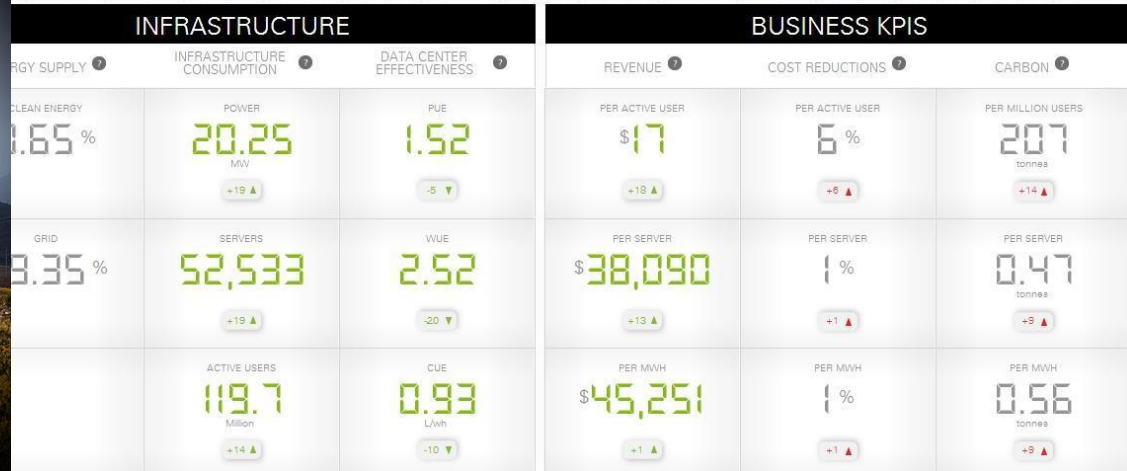 INFRASTRUCTURE
BUSINESS KPIS
RGY SUPPLY ?
INFRASTRUCTURE
CONSUMPTION ?
DATA CENTER
EFFECTIVENESS ?
REVENUE ?
COST REDUCTIONS ?
CARBON ?
CLEAN ENERGY
.65 %
POWER
20.25
MW
+19 ▲
PUE
1.52
-5 ▼
PER ACTIVE USER
$17
+18 ▲
PER ACTIVE USER
6 %
+6 ▲
PER MILLION USERS
207
tonnes
+14 ▲
GRID
3.35 %
SERVERS
52,533
+19 ▲
WUE
2.52
-20 ▼
PER SERVER
$38,090
+13 ▲
PER SERVER
1 %
+1 ▲
PER SERVER
0.47
tonnes
+9 ▲
ACTIVE USERS
119.7
Million
+14 ▲
CUE
0.93
L/wh
-10 ▼
PER MWH
$45,251
+1 ▲
PER MWH
1 %
+1 ▲
PER MWH
0.56
tonnes
+9 ▲